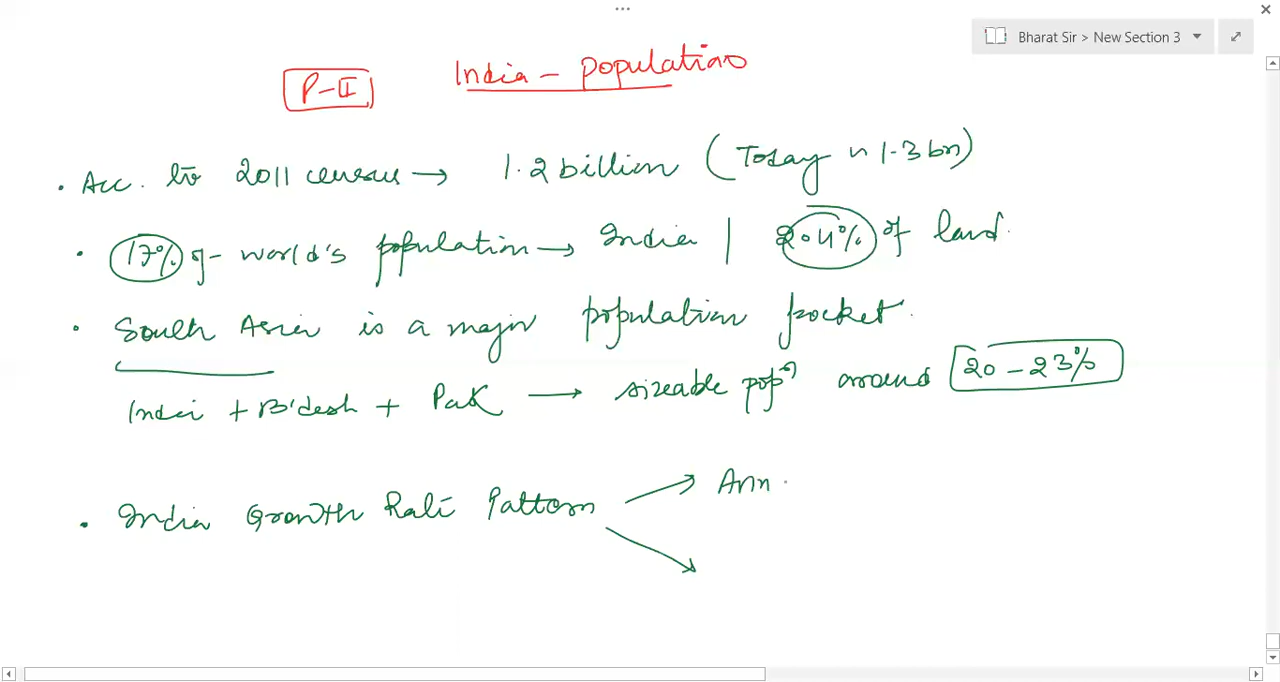 Bharat Sir > New Section 3
P-II India - population
• Acc. to 2011 census → 1.2 billion (Today ~ 1.3 bn)
• 17% of world's population → India | 2.4% of land.
• South Asia is a major population pocket.
India + B'desh + Pak → sizeable popn around 20-23%
• India Growth Rate Pattern → Ann